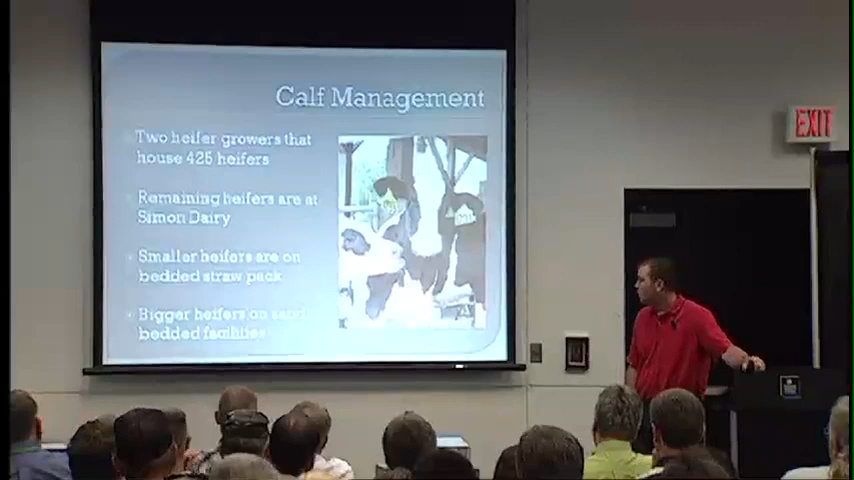 Calf Management
Two heifer growers that
house 425 heifers
Remaining heifers are at
Simon Dairy
Smaller heifers are on
bedded straw pack
Bigger heifers on sand
bedded facilities
EXIT